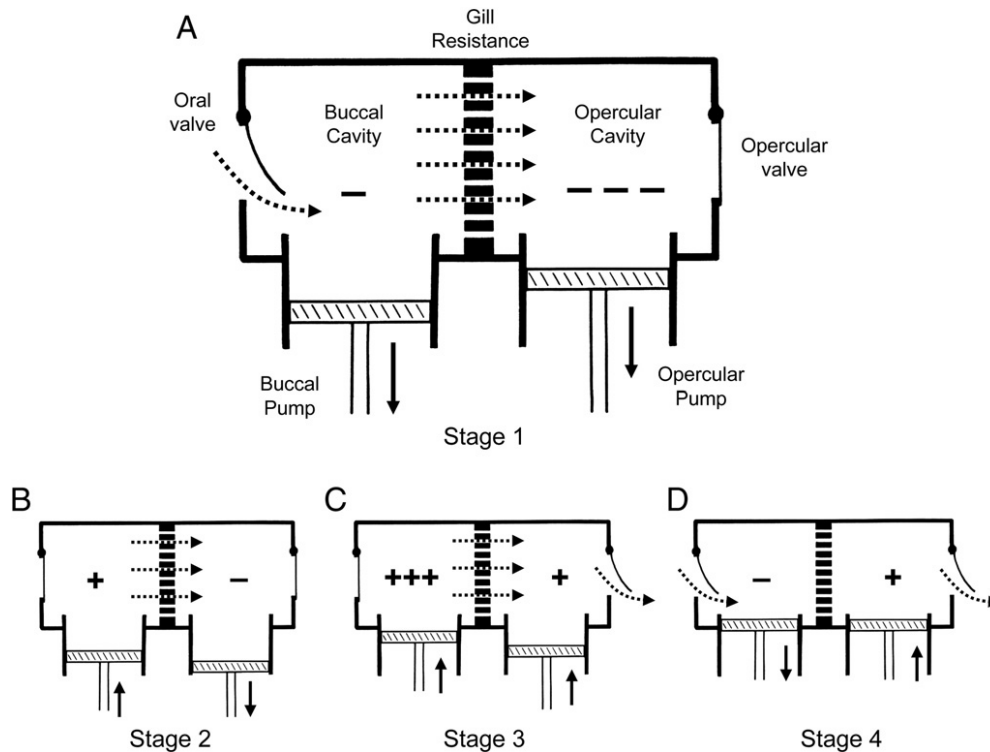 A
Gill
Resistance
Oral
valve
Buccal
Cavity
Opercular
Cavity
Opercular
valve
–
– – –
Buccal
Pump
Opercular
Pump
Stage 1
B
+
–
Stage 2
C
+++
+
Stage 3
D
–
+
Stage 4